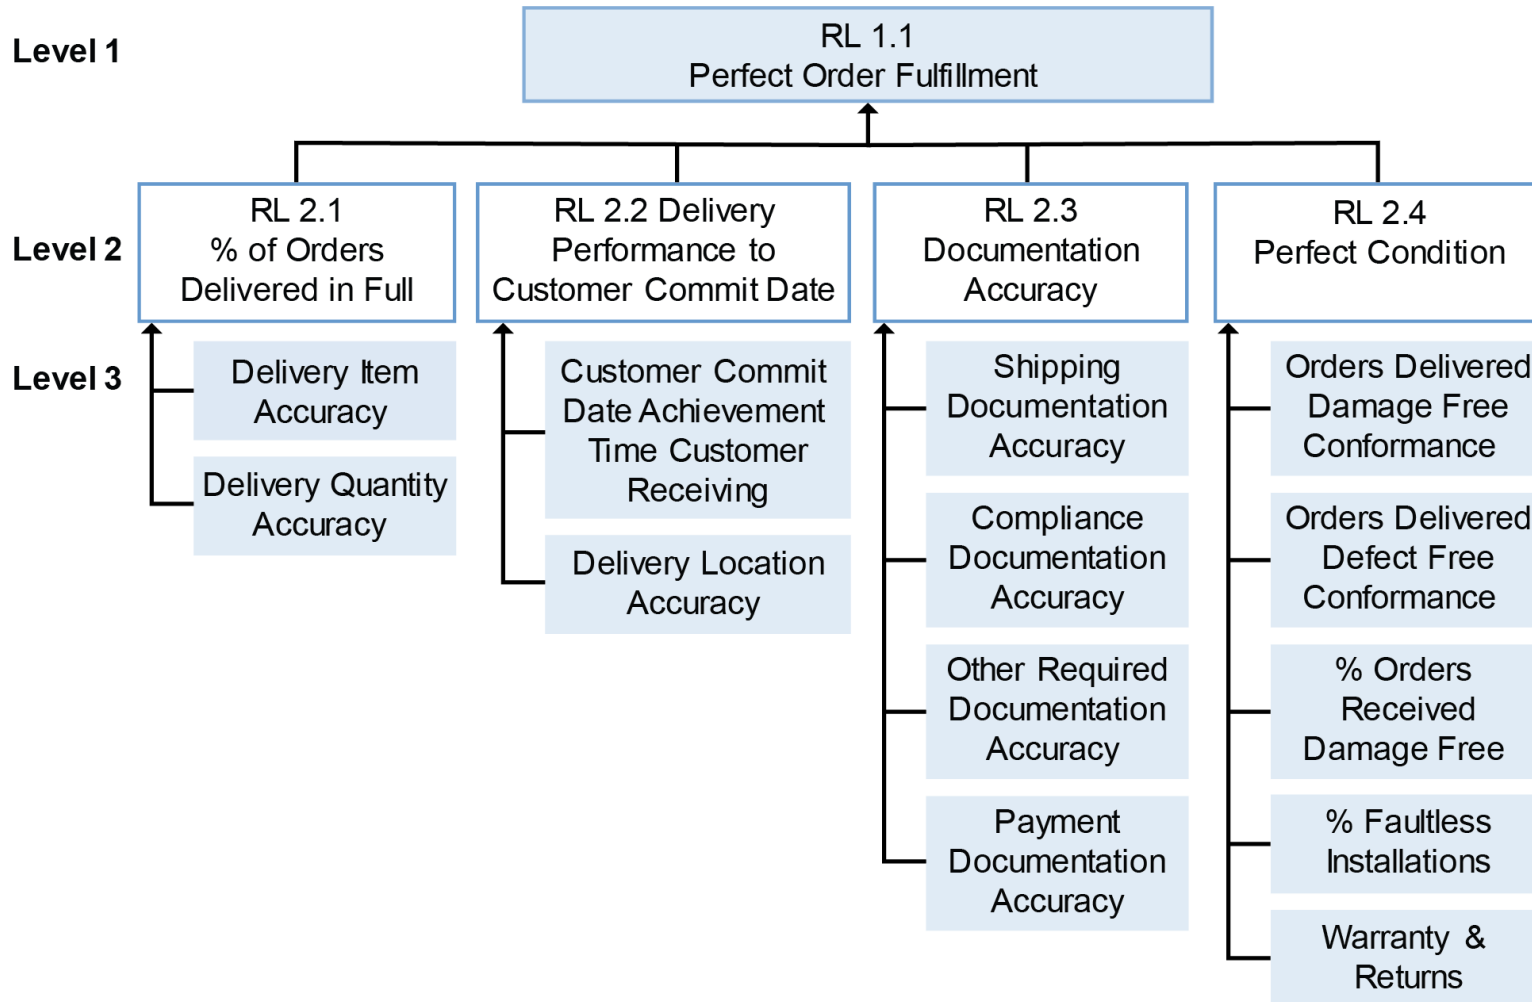 Level 1
RL 1.1
Perfect Order Fulfillment
Level 2
RL 2.1
% of Orders
Delivered in Full
RL 2.2 Delivery
Performance to
Customer Commit Date
RL 2.3
Documentation
Accuracy
RL 2.4
Perfect Condition
Level 3
Delivery Item
Accuracy
Delivery Quantity
Accuracy
Customer Commit
Date Achievement
Time Customer
Receiving
Delivery Location
Accuracy
Shipping
Documentation
Accuracy
Compliance
Documentation
Accuracy
Other Required
Documentation
Accuracy
Payment
Documentation
Accuracy
Orders Delivered
Damage Free
Conformance
Orders Delivered
Defect Free
Conformance
% Orders
Received
Damage Free
% Faultless
Installations
Warranty &
Returns